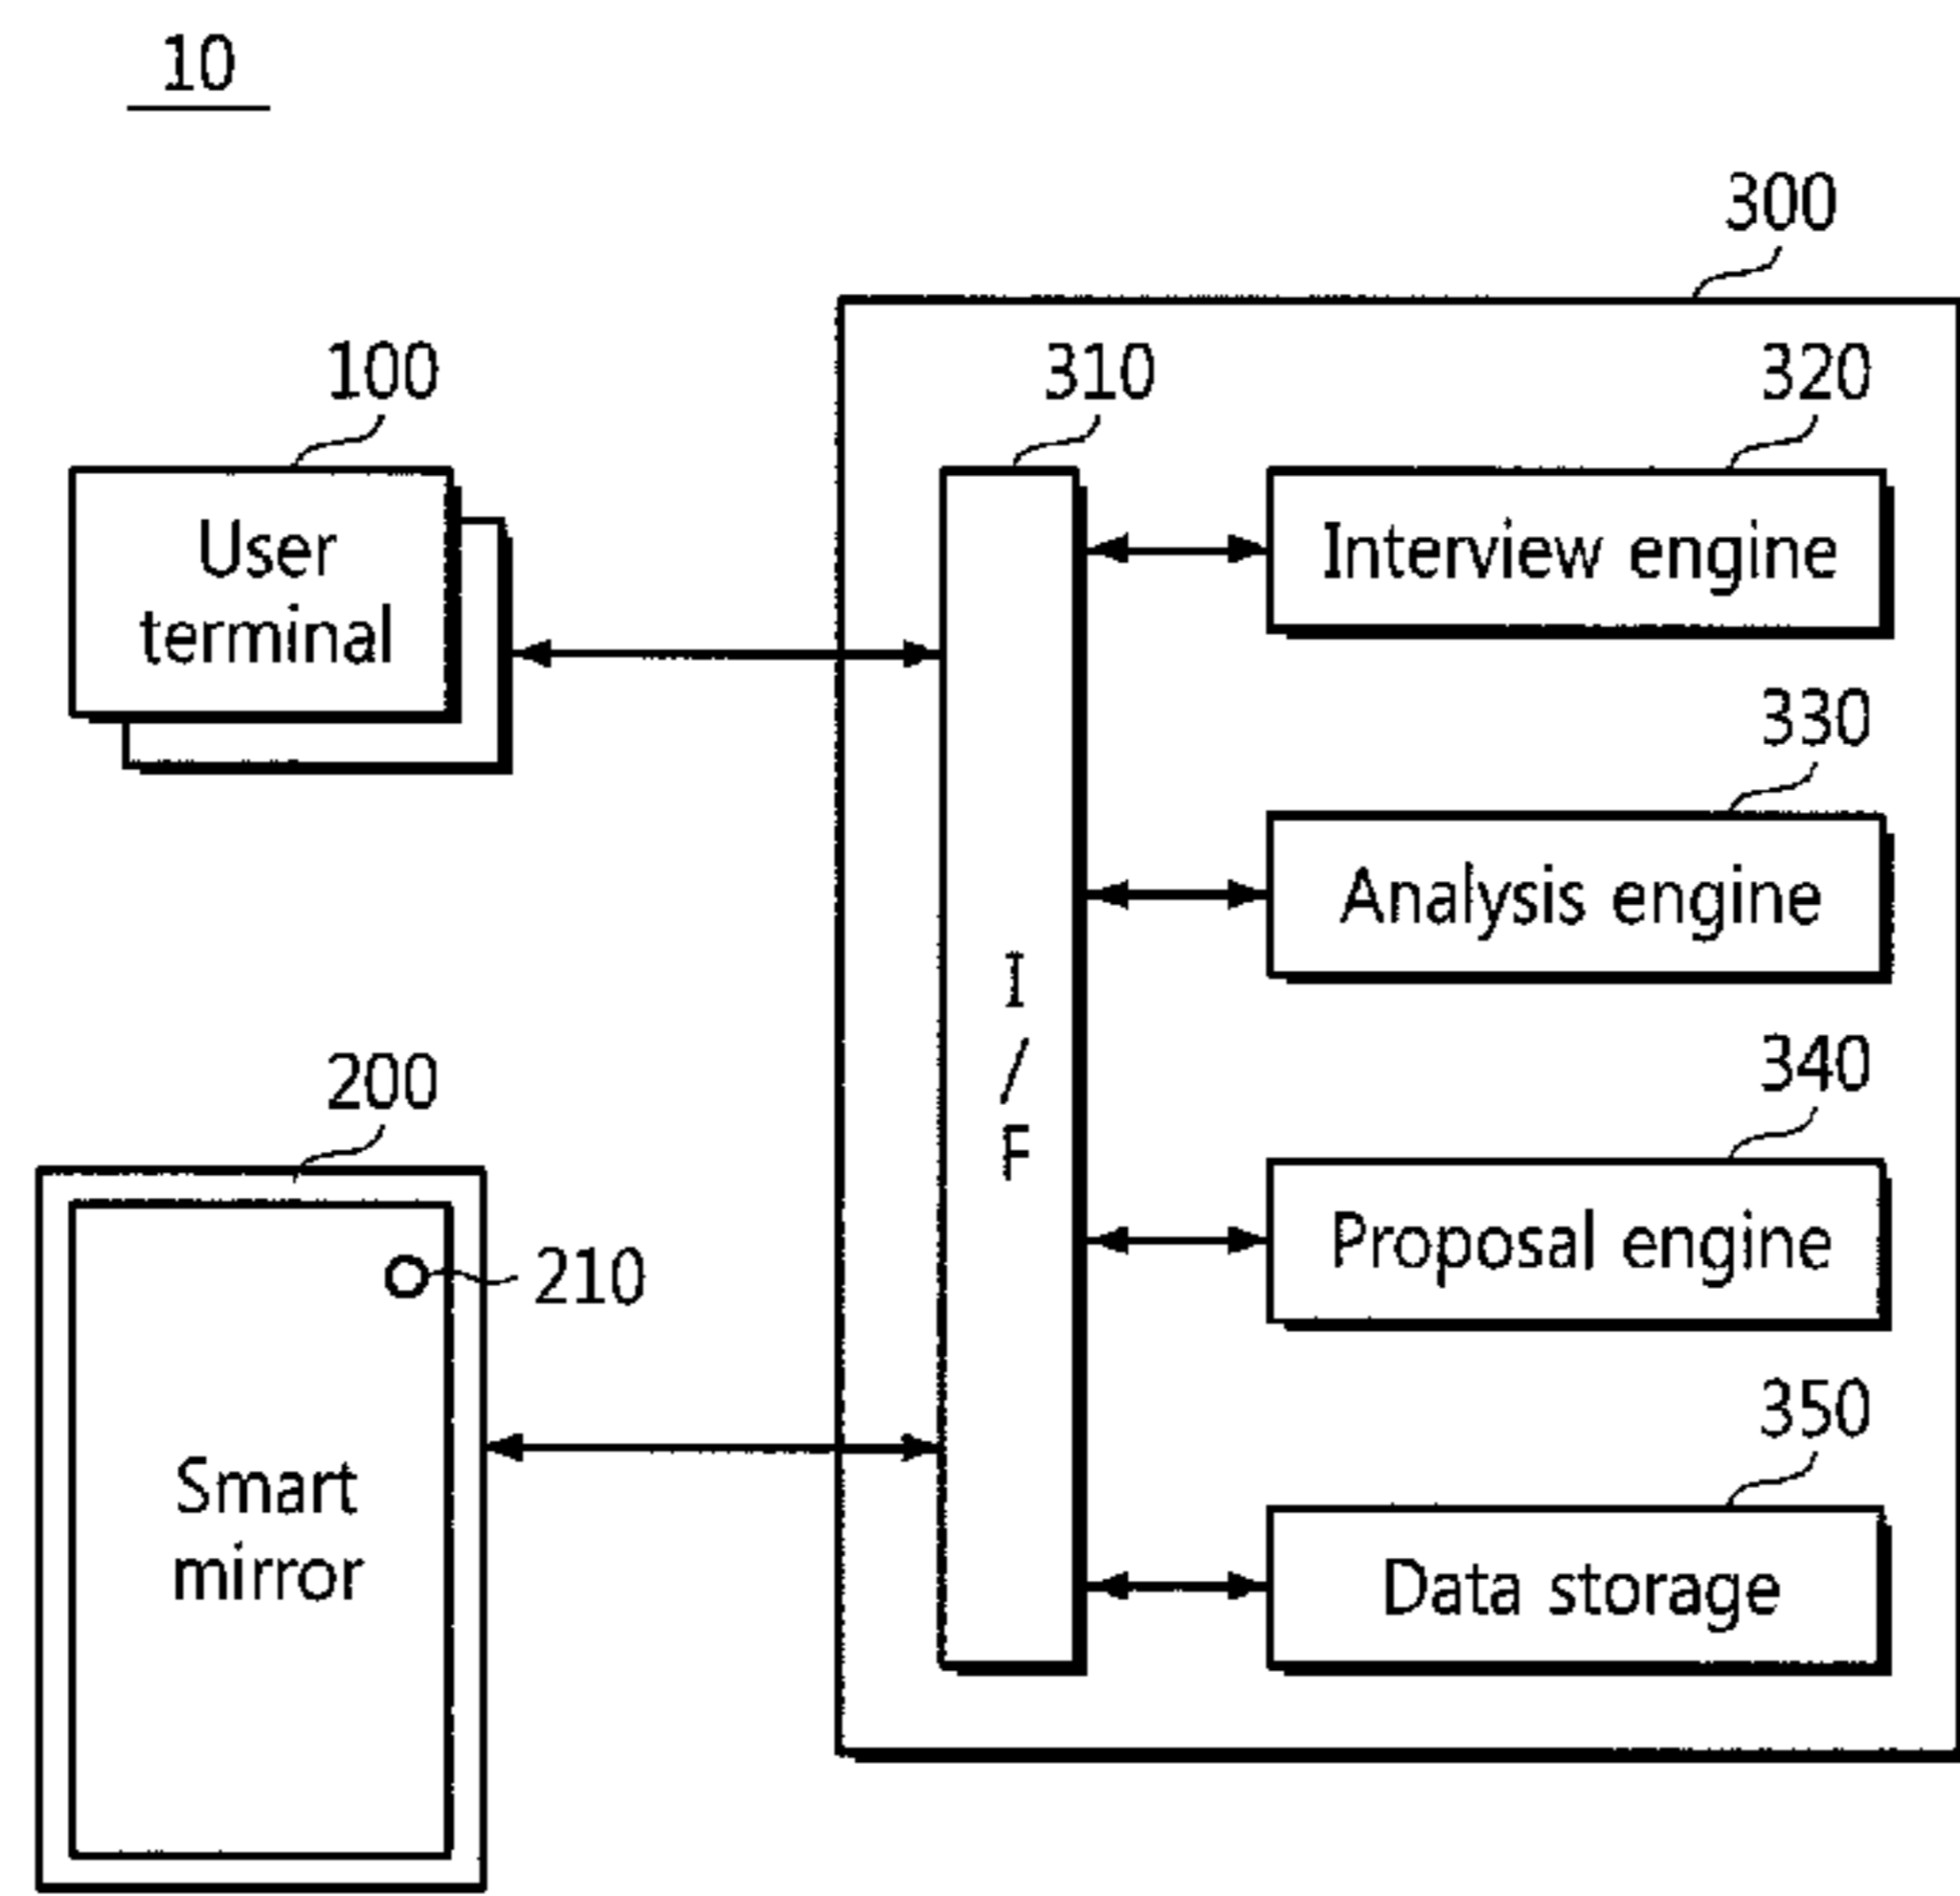 10
300
100
310
320
User
terminal
Interview engine
330
Analysis engine
I
/
F
200
340
210
Proposal engine
350
Smart
mirror
Data storage